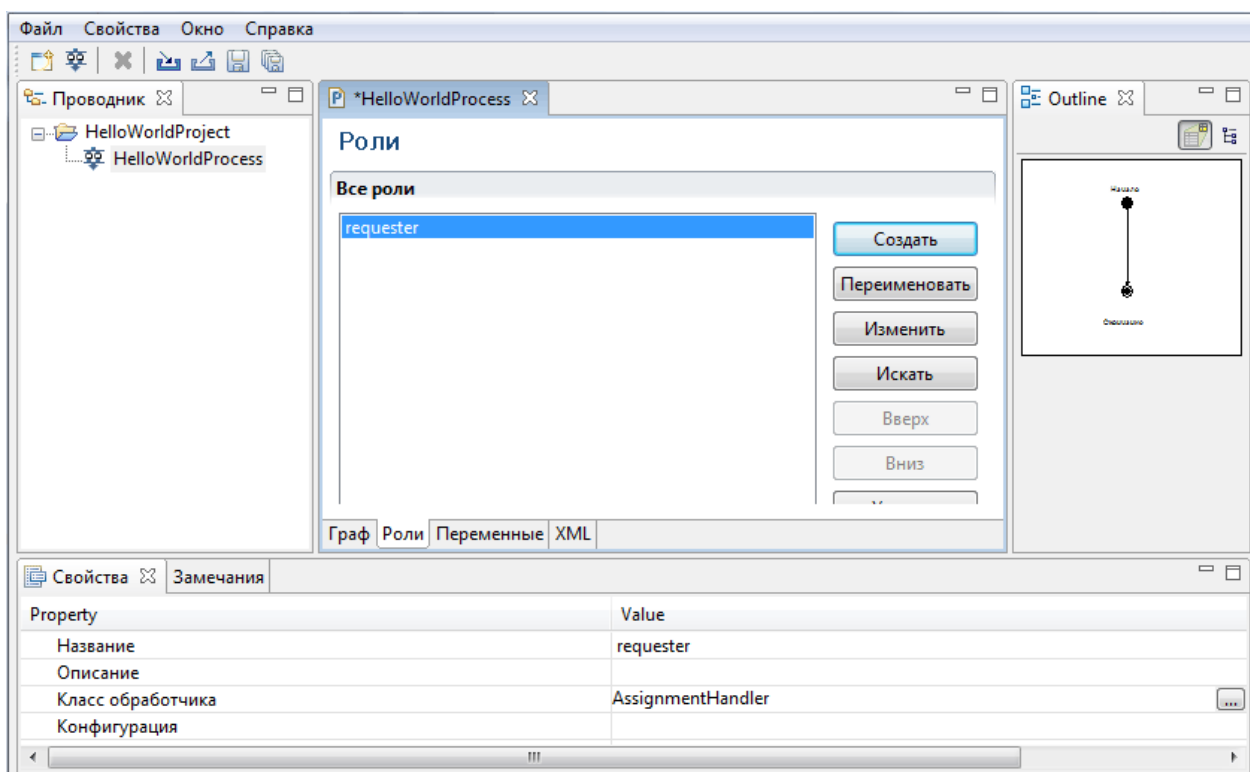 Файл Свойства Окно Справка
Проводник
HelloWorldProject
HelloWorldProcess
*HelloWorldProcess
Роли
Все роли
requester
Создать
Переименовать
Изменить
Искать
Вверх
Вниз
Граф Роли Переменные XML
Outline
Начало
Свойства Замечания
Property Value
Название requester
Описание
Класс обработчика AssignmentHandler ...
Конфигурация